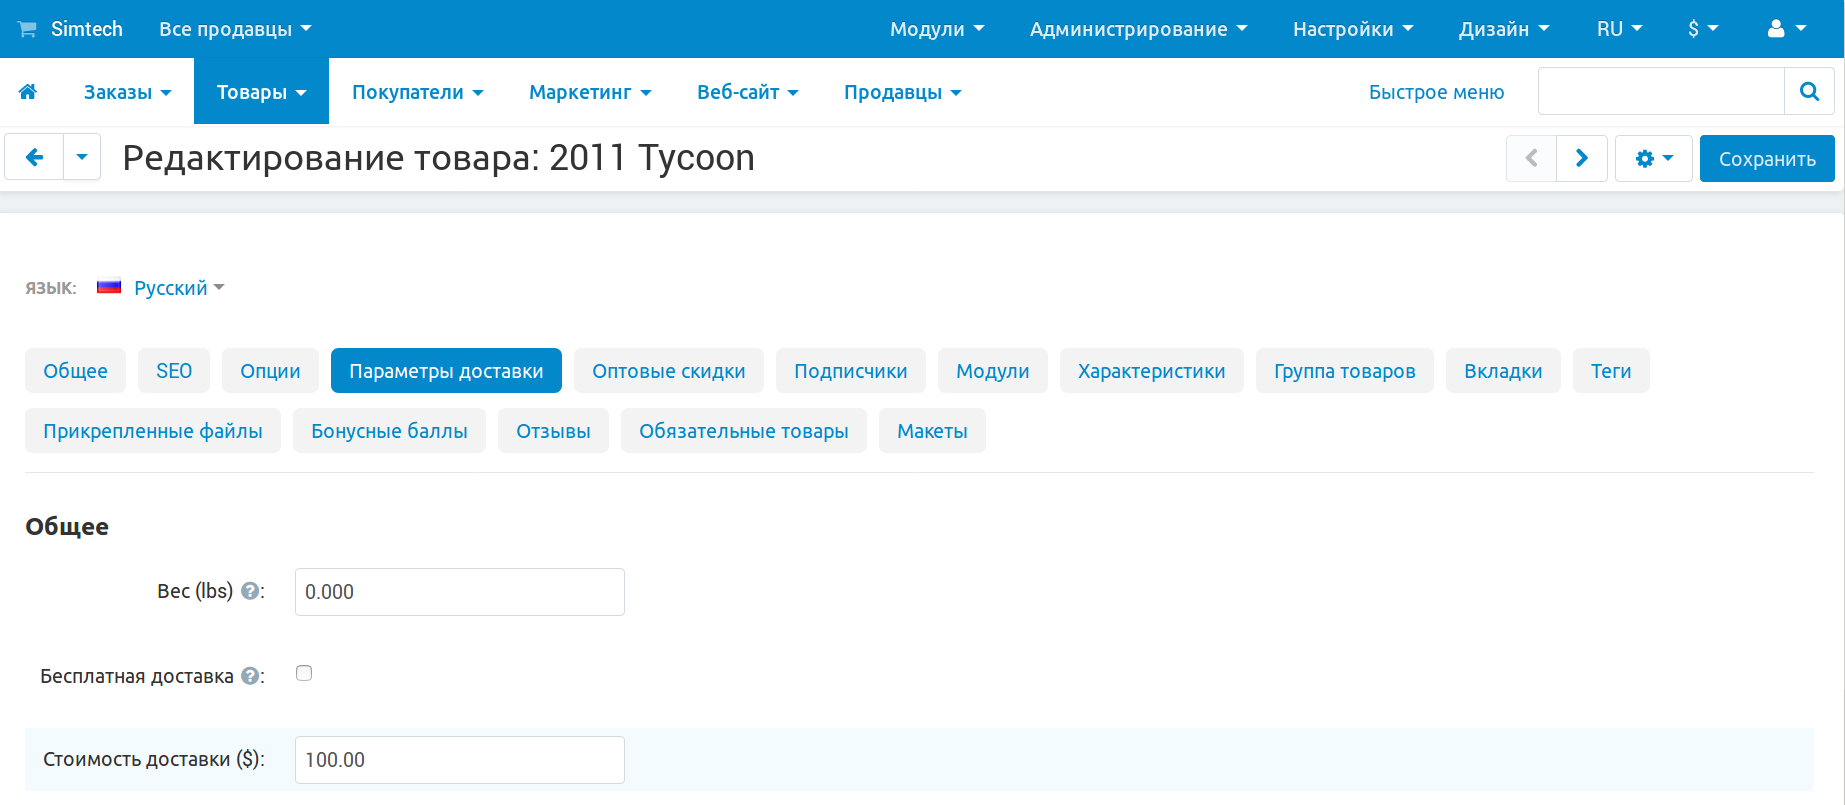 Simtech Все продавцы Модули Администрирование Настройки Дизайн RU $
Заказы Товары Покупатели Маркетинг Веб-сайт Продавцы Быстрое меню
Редактирование товара: 2011 Tycoon Сохранить
ЯЗЫК: Русский
Общее SEO Опции Параметры доставки Оптовые скидки Подписчики Модули Характеристики Группа товаров Вкладки Теги
Прикрепленные файлы Бонусные баллы Отзывы Обязательные товары Макеты
Общее
Вес (lbs) ?: 0.000
Бесплатная доставка ?:
Стоимость доставки ($): 100.00